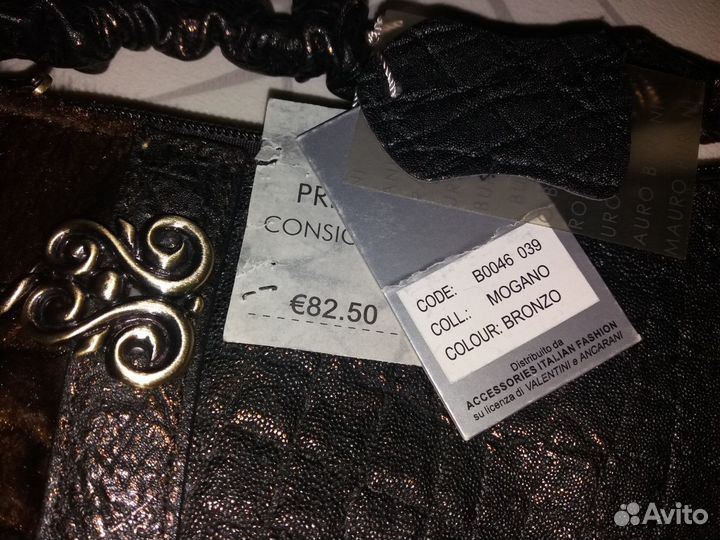 CONSIG
€82.50
CODE: B0046 039
COLL.: MOGANO
COLOUR: BRONZO
Distribuito da
ACCESSORIES ITALIAN FASHION
su licenza di VALENTINI e ANCARANI
MAURO
Avito